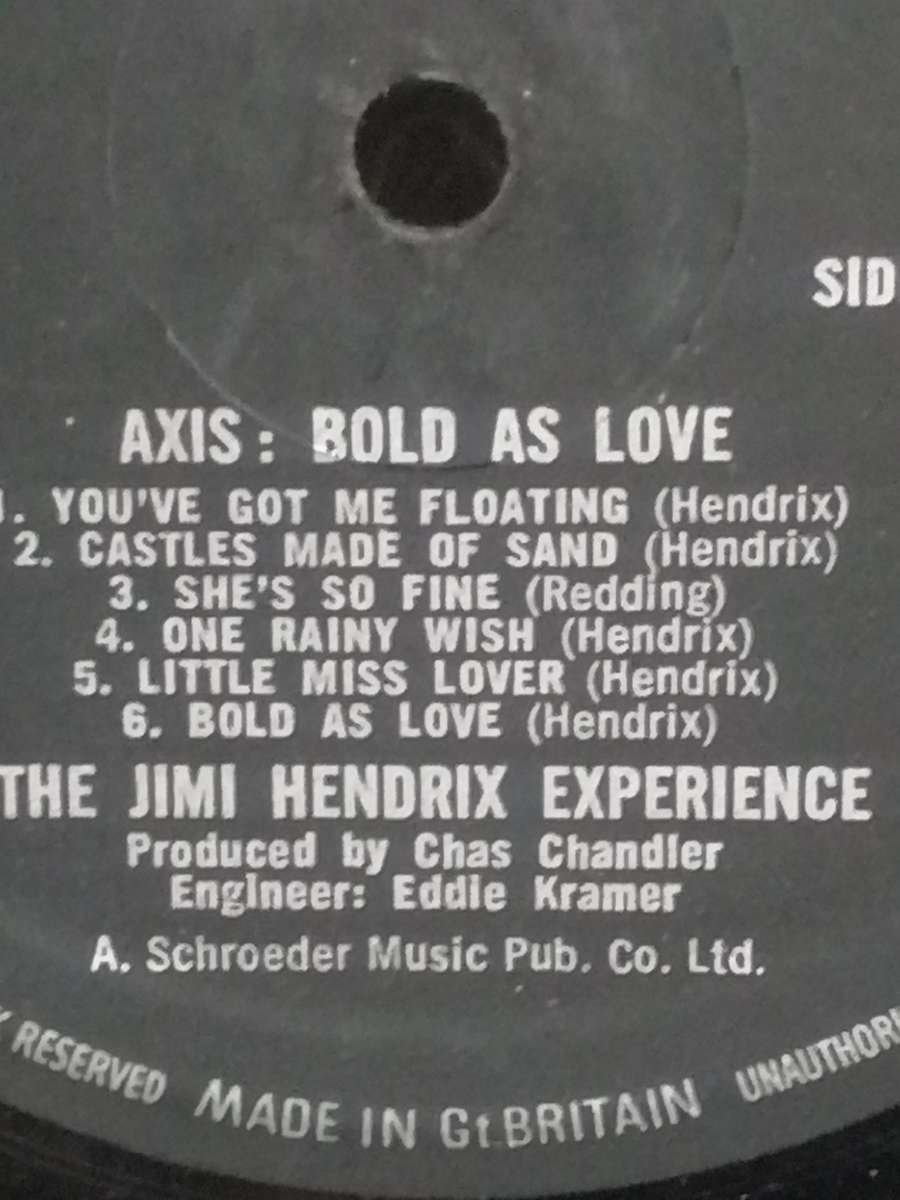 SID
AXIS: BOLD AS LOVE
1. YOU'VE GOT ME FLOATING (Hendrix)
2. CASTLES MADE OF SAND (Hendrix)
3. SHE'S SO FINE (Redding)
4. ONE RAINY WISH (Hendrix)
5. LITTLE MISS LOVER (Hendrix)
6. BOLD AS LOVE (Hendrix)
THE JIMI HENDRIX EXPERIENCE
Produced by Chas Chandler
Engineer: Eddie Kramer
A. Schroeder Music Pub. Co. Ltd.
RESERVED MADE IN Gt. BRITAIN UNAUTHORI